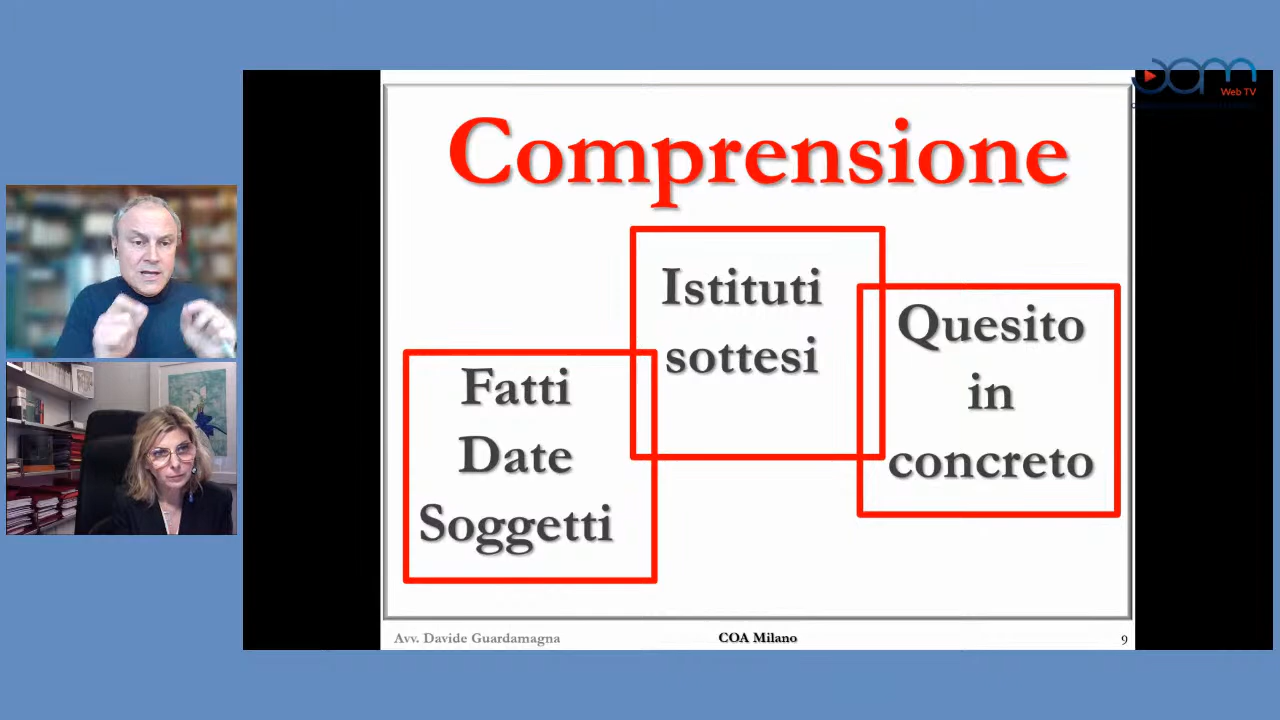 Comprensione
Istituti
sottesi
Quesito
in
concreto
Fatti
Date
Soggetti
Avv. Davide Guardamagna
COA Milano
9
Web TV